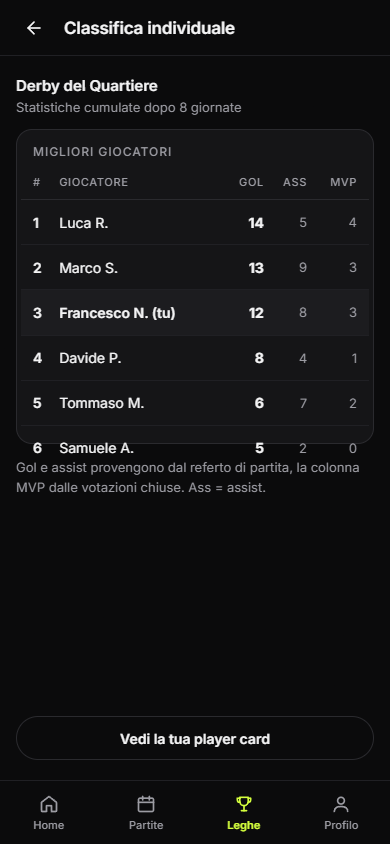 Classifica individuale
Derby del Quartiere
Statistiche cumulate dopo 8 giornate
MIGLIORI GIOCATORI
# GIOCATORE GOL ASS MVP
1 Luca R. 14 5 4
2 Marco S. 13 9 3
3 Francesco N. (tu) 12 8 3
4 Davide P. 8 4 1
5 Tommaso M. 6 7 2
6 Samuele A. 5 2 0
Gol e assist provengono dal referto di partita, la colonna
MVP dalle votazioni chiuse. Ass = assist.
Vedi la tua player card
Home Partite Leghe Profilo